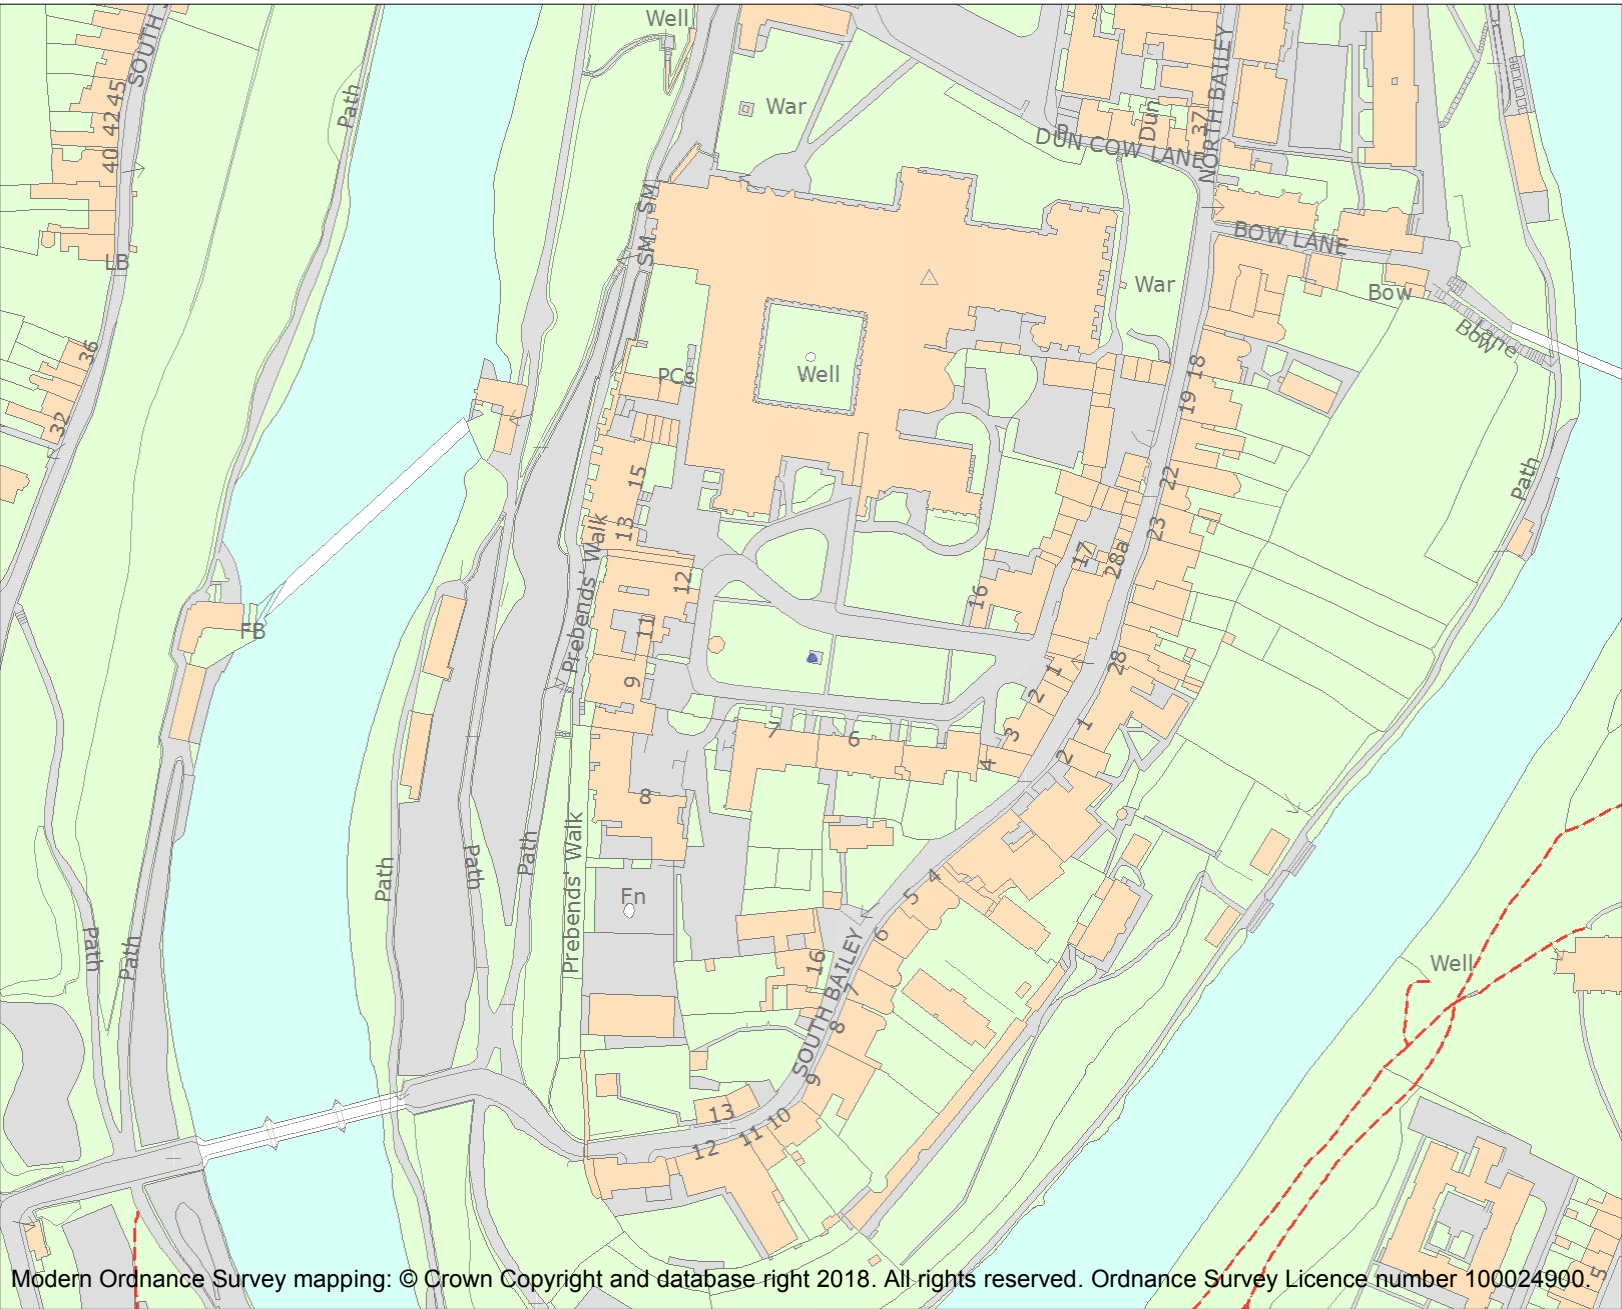 Well
SOUTH
Path
45
42
40
War
Dun
P
37
DUN COW LANE
NORTH BAILEY
SM
SM
LB
BOW LANE
War
Bow
Bow
Lane
36
32
PCs
Well
18
19
15
13
22
23
Path
Prebends' Walk
12
11
9
17
28a
16
28
FB
1
2
3
4
1
2
7
6
8
Path
Path
Path
Prebends' Walk
Fn
4
5
6
Path
Path
16
SOUTH BAILEY
7
8
9
Well
13
12
11
10
5
Modern Ordnance Survey mapping: © Crown Copyright and database right 2018. All rights reserved. Ordnance Survey Licence number 100024900.